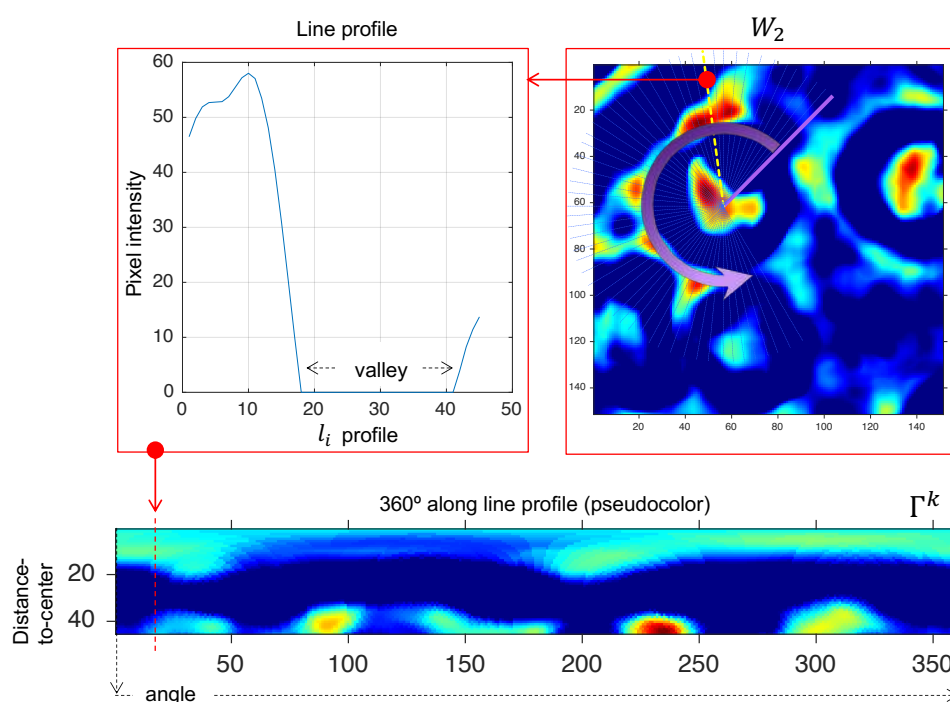 Line profile
W₂
60
50
40
30
20
10
0
Pixel intensity
valley
0 10 20 30 40 50
lᵢ profile
20
40
60
80
100
120
150
20 40 60 80 100 120 140
360º along line profile (pseudocolor)
Γᵏ
Distance-
to-center
20
40
50 100 150 200 250 300 350
angle